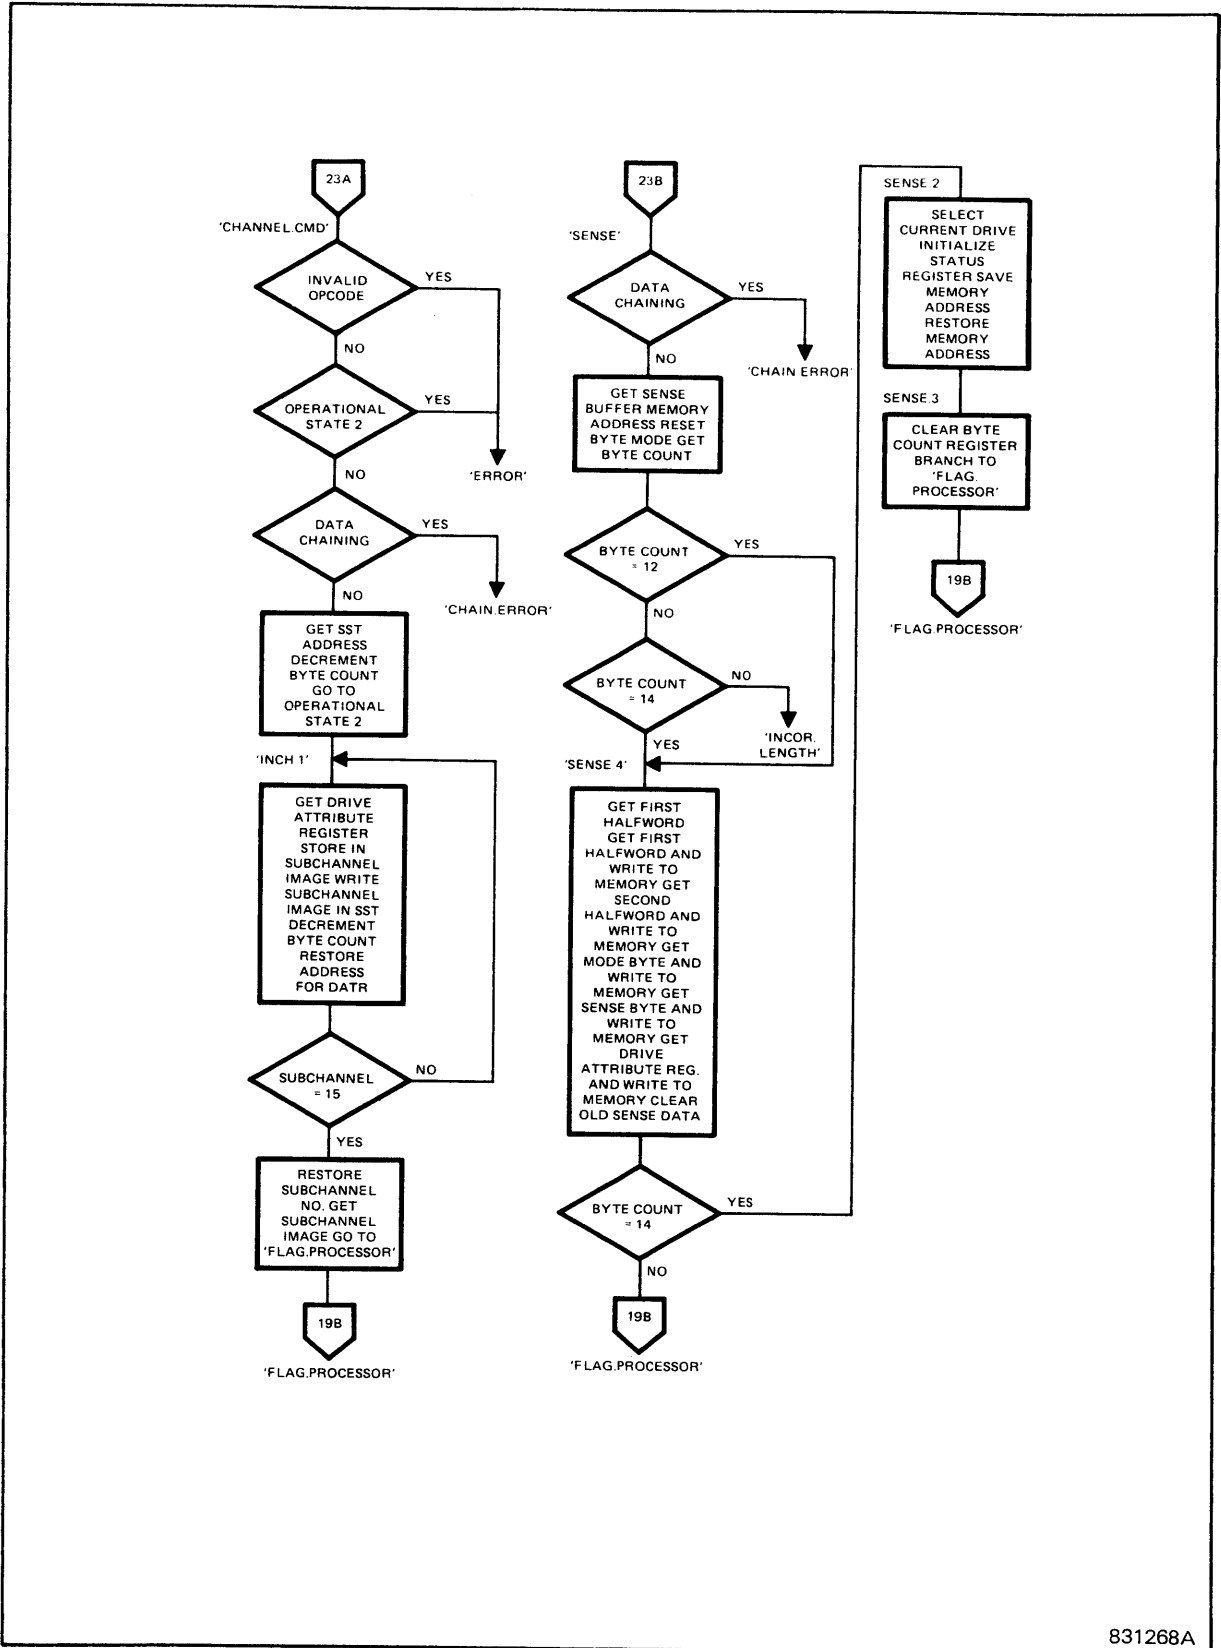 23A
'CHANNEL.CMD'
INVALID
OPCODE
YES
NO
OPERATIONAL
STATE 2
YES
'ERROR'
NO
DATA
CHAINING
YES
'CHAIN.ERROR'
NO
GET SST
ADDRESS
DECREMENT
BYTE COUNT
GO TO
OPERATIONAL
STATE 2
'INCH 1'
GET DRIVE
ATTRIBUTE
REGISTER
STORE IN
SUBCHANNEL
IMAGE WRITE
SUBCHANNEL
IMAGE IN SST
DECREMENT
BYTE COUNT
RESTORE
ADDRESS
FOR DATR
SUBCHANNEL
= 15
NO
YES
RESTORE
SUBCHANNEL
NO. GET
SUBCHANNEL
IMAGE GO TO
'FLAG.PROCESSOR'
19B
'FLAG.PROCESSOR'
23B
'SENSE'
DATA
CHAINING
YES
'CHAIN ERROR'
NO
GET SENSE
BUFFER MEMORY
ADDRESS RESET
BYTE MODE GET
BYTE COUNT
BYTE COUNT
= 12
YES
NO
BYTE COUNT
= 14
NO
'INCOR.
LENGTH'
YES
'SENSE 4'
GET FIRST
HALFWORD
GET FIRST
HALFWORD AND
WRITE TO
MEMORY GET
SECOND
HALFWORD AND
WRITE TO
MEMORY GET
MODE BYTE AND
WRITE TO
MEMORY GET
SENSE BYTE AND
WRITE TO
MEMORY GET
DRIVE
ATTRIBUTE REG.
AND WRITE TO
MEMORY CLEAR
OLD SENSE DATA
BYTE COUNT
= 14
YES
NO
19B
'FLAG.PROCESSOR'
SENSE 2
SELECT
CURRENT DRIVE
INITIALIZE
STATUS
REGISTER SAVE
MEMORY
ADDRESS
RESTORE
MEMORY
ADDRESS
SENSE.3
CLEAR BYTE
COUNT REGISTER
BRANCH TO
'FLAG.
PROCESSOR'
19B
'FLAG.PROCESSOR'
831268A